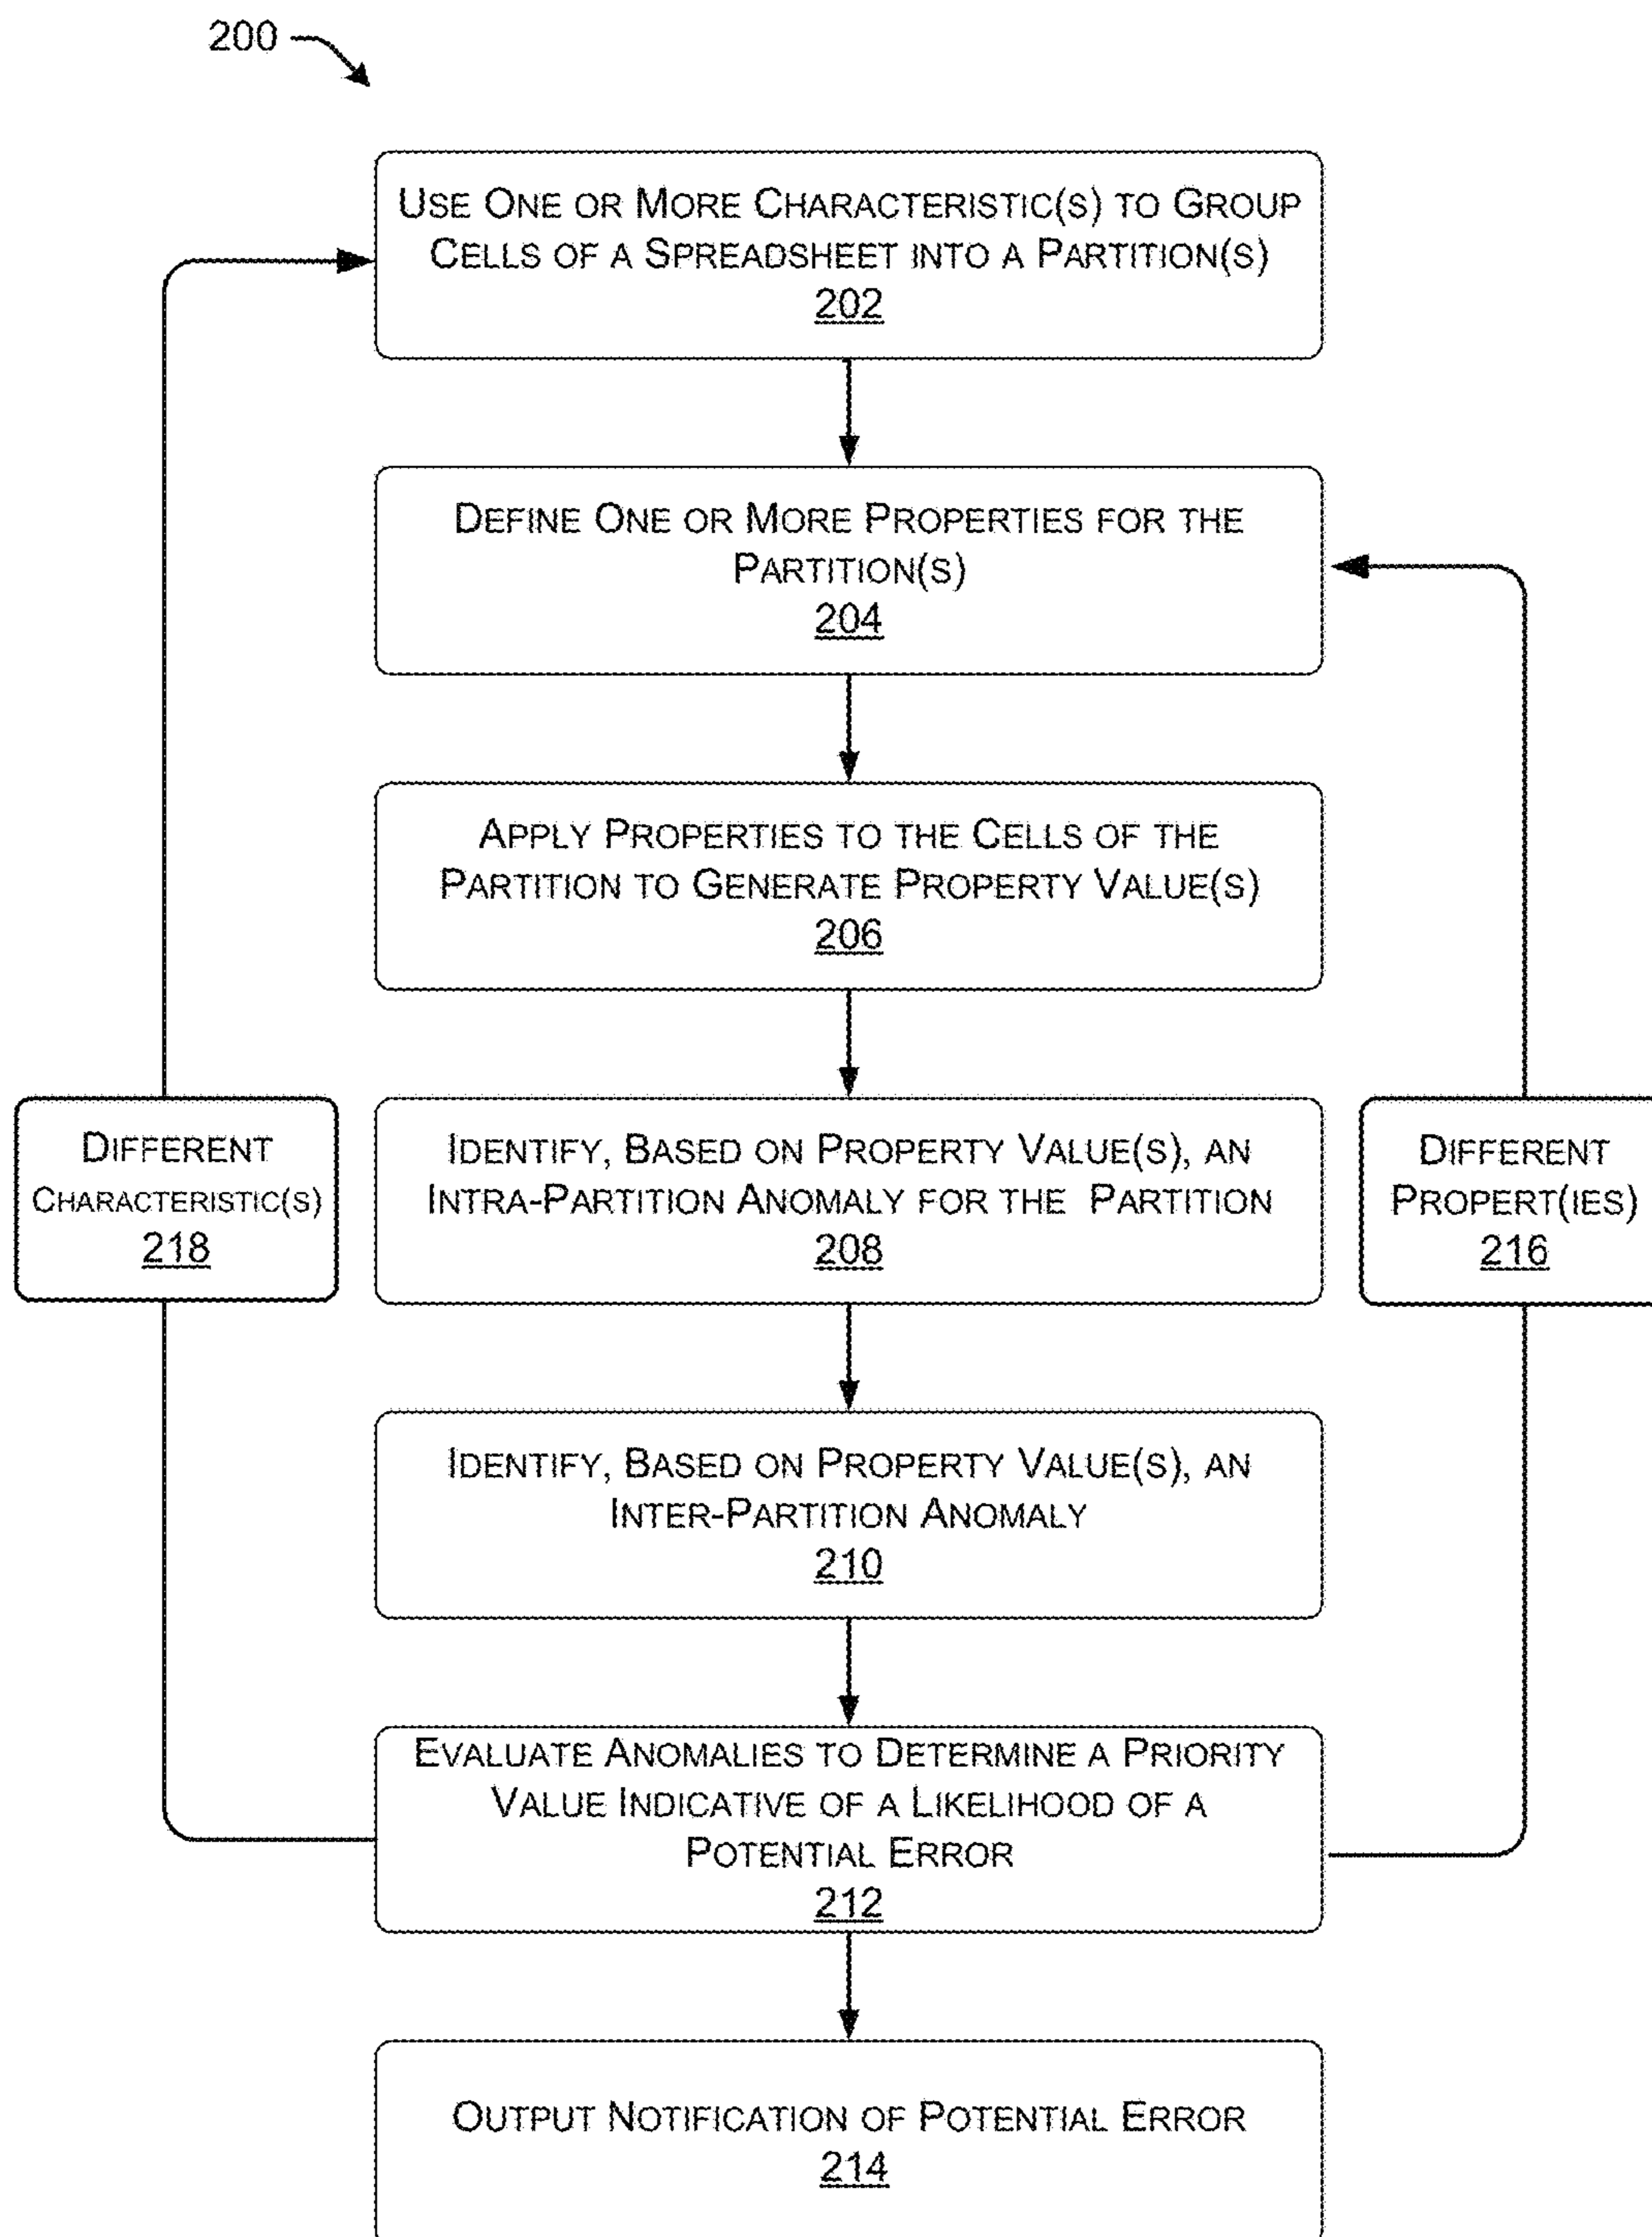 200
USE ONE OR MORE CHARACTERISTIC(S) TO GROUP
CELLS OF A SPREADSHEET INTO A PARTITION(S)
202
DEFINE ONE OR MORE PROPERTIES FOR THE
PARTITION(S)
204
APPLY PROPERTIES TO THE CELLS OF THE
PARTITION TO GENERATE PROPERTY VALUE(S)
206
DIFFERENT
CHARACTERISTIC(S)
218
IDENTIFY, BASED ON PROPERTY VALUE(S), AN
INTRA-PARTITION ANOMALY FOR THE PARTITION
208
DIFFERENT
PROPERT(IES)
216
IDENTIFY, BASED ON PROPERTY VALUE(S), AN
INTER-PARTITION ANOMALY
210
EVALUATE ANOMALIES TO DETERMINE A PRIORITY
VALUE INDICATIVE OF A LIKELIHOOD OF A
POTENTIAL ERROR
212
OUTPUT NOTIFICATION OF POTENTIAL ERROR
214